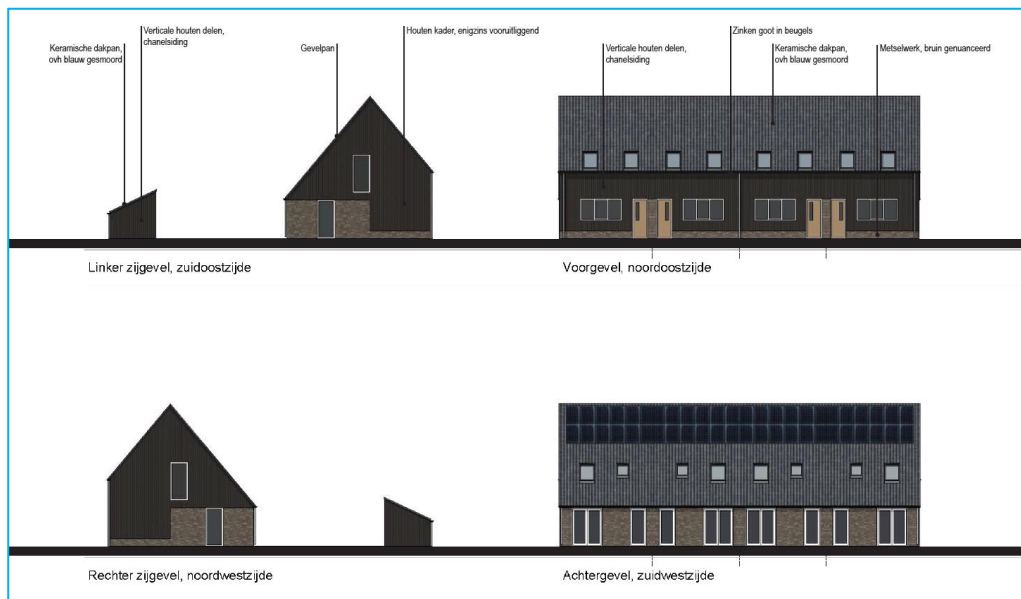 Verticale houten delen,
chanelsiding
Keramische dakpan,
ovh blauw gesmoord
Gevelpan
Houten kader, enigzins vooruitliggend
Verticale houten delen,
chanelsiding
Zinken goot in beugels
Keramische dakpan,
ovh blauw gesmoord
Metselwerk, bruin genuanceerd
Linker zijgevel, zuidoostzijde
Voorgevel, noordoostzijde
Rechter zijgevel, noordwestzijde
Achtergevel, zuidwestzijde